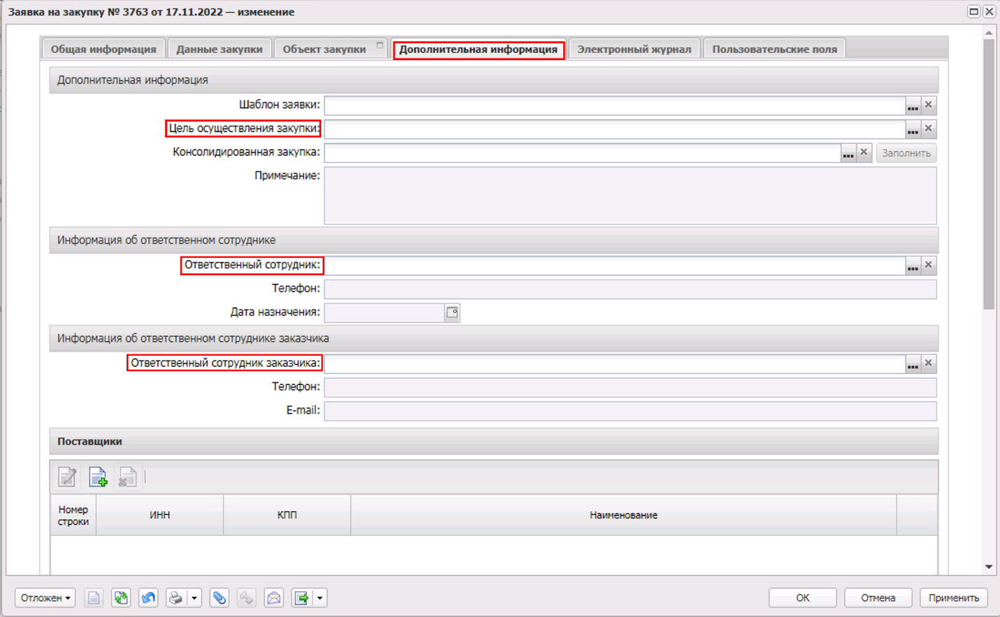 Заявка на закупку № 3763 от 17.11.2022 — изменение
Общая информация
Данные закупки
Объект закупки
Дополнительная информация
Электронный журнал
Пользовательские поля
Дополнительная информация
Шаблон заявки:
Цель осуществления закупки:
Консолидированная закупка:
Заполнить
Примечание:
Информация об ответственном сотруднике
Ответственный сотрудник:
Телефон:
Дата назначения:
Информация об ответственном сотруднике заказчика
Ответственный сотрудник заказчика:
Телефон:
E-mail:
Поставщики
Номер строки
ИНН
КПП
Наименование
Отложен
ОК
Отмена
Применить